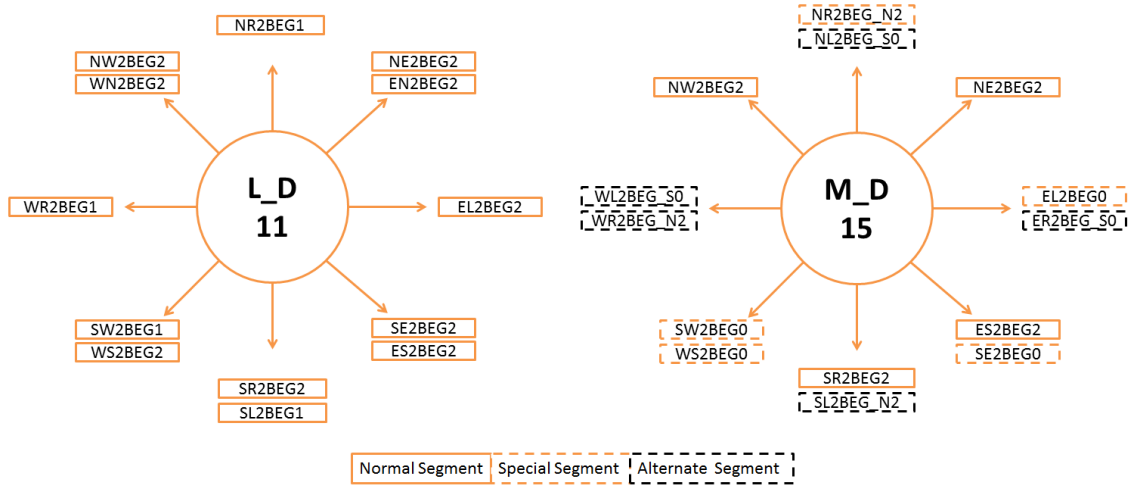 NR2BEG1
NW2BEG2
WN2BEG2
NE2BEG2
EN2BEG2
L_D
11
WR2BEG1
EL2BEG2
SW2BEG1
WS2BEG2
SE2BEG2
ES2BEG2
SR2BEG2
SL2BEG1
NR2BEG_N2
NL2BEG_S0
NW2BEG2
NE2BEG2
M_D
15
WL2BEG_S0
WR2BEG_N2
EL2BEG0
ER2BEG_S0
SW2BEG0
WS2BEG0
ES2BEG2
SE2BEG0
SR2BEG2
SL2BEG_N2
Normal Segment
Special Segment
Alternate Segment